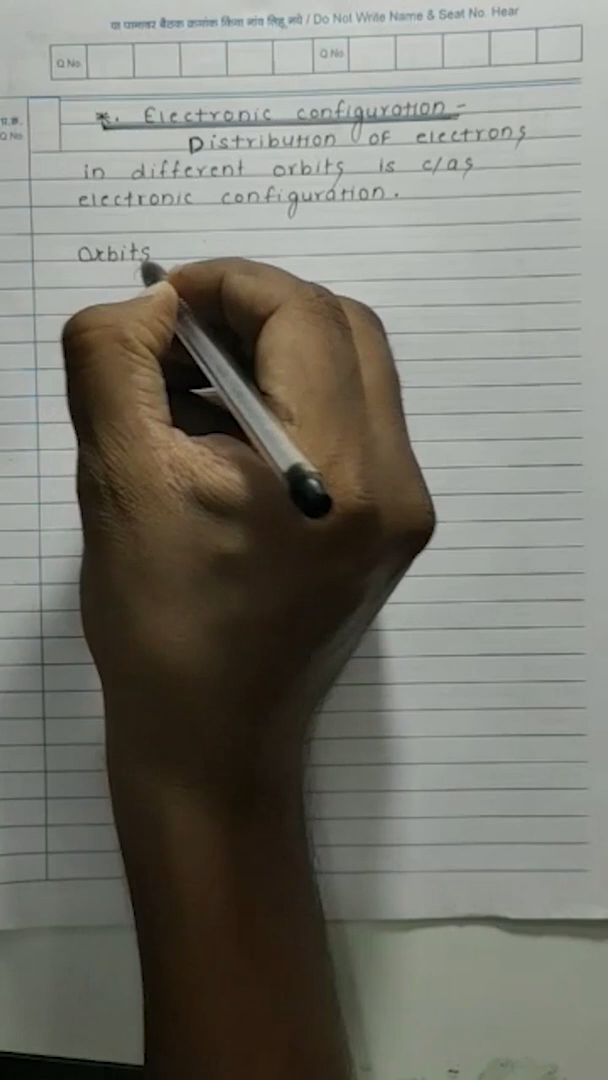 या पानावर बैठक क्रमांक किंवा नांव लिहू नये / Do Not Write Name & Seat No. Hear
Q No. Q No.
प्र.क्र.
Q No.
*. Electronic configuration -
Distribution of electrons
in different orbits is c/as
electronic configuration.
Orbits